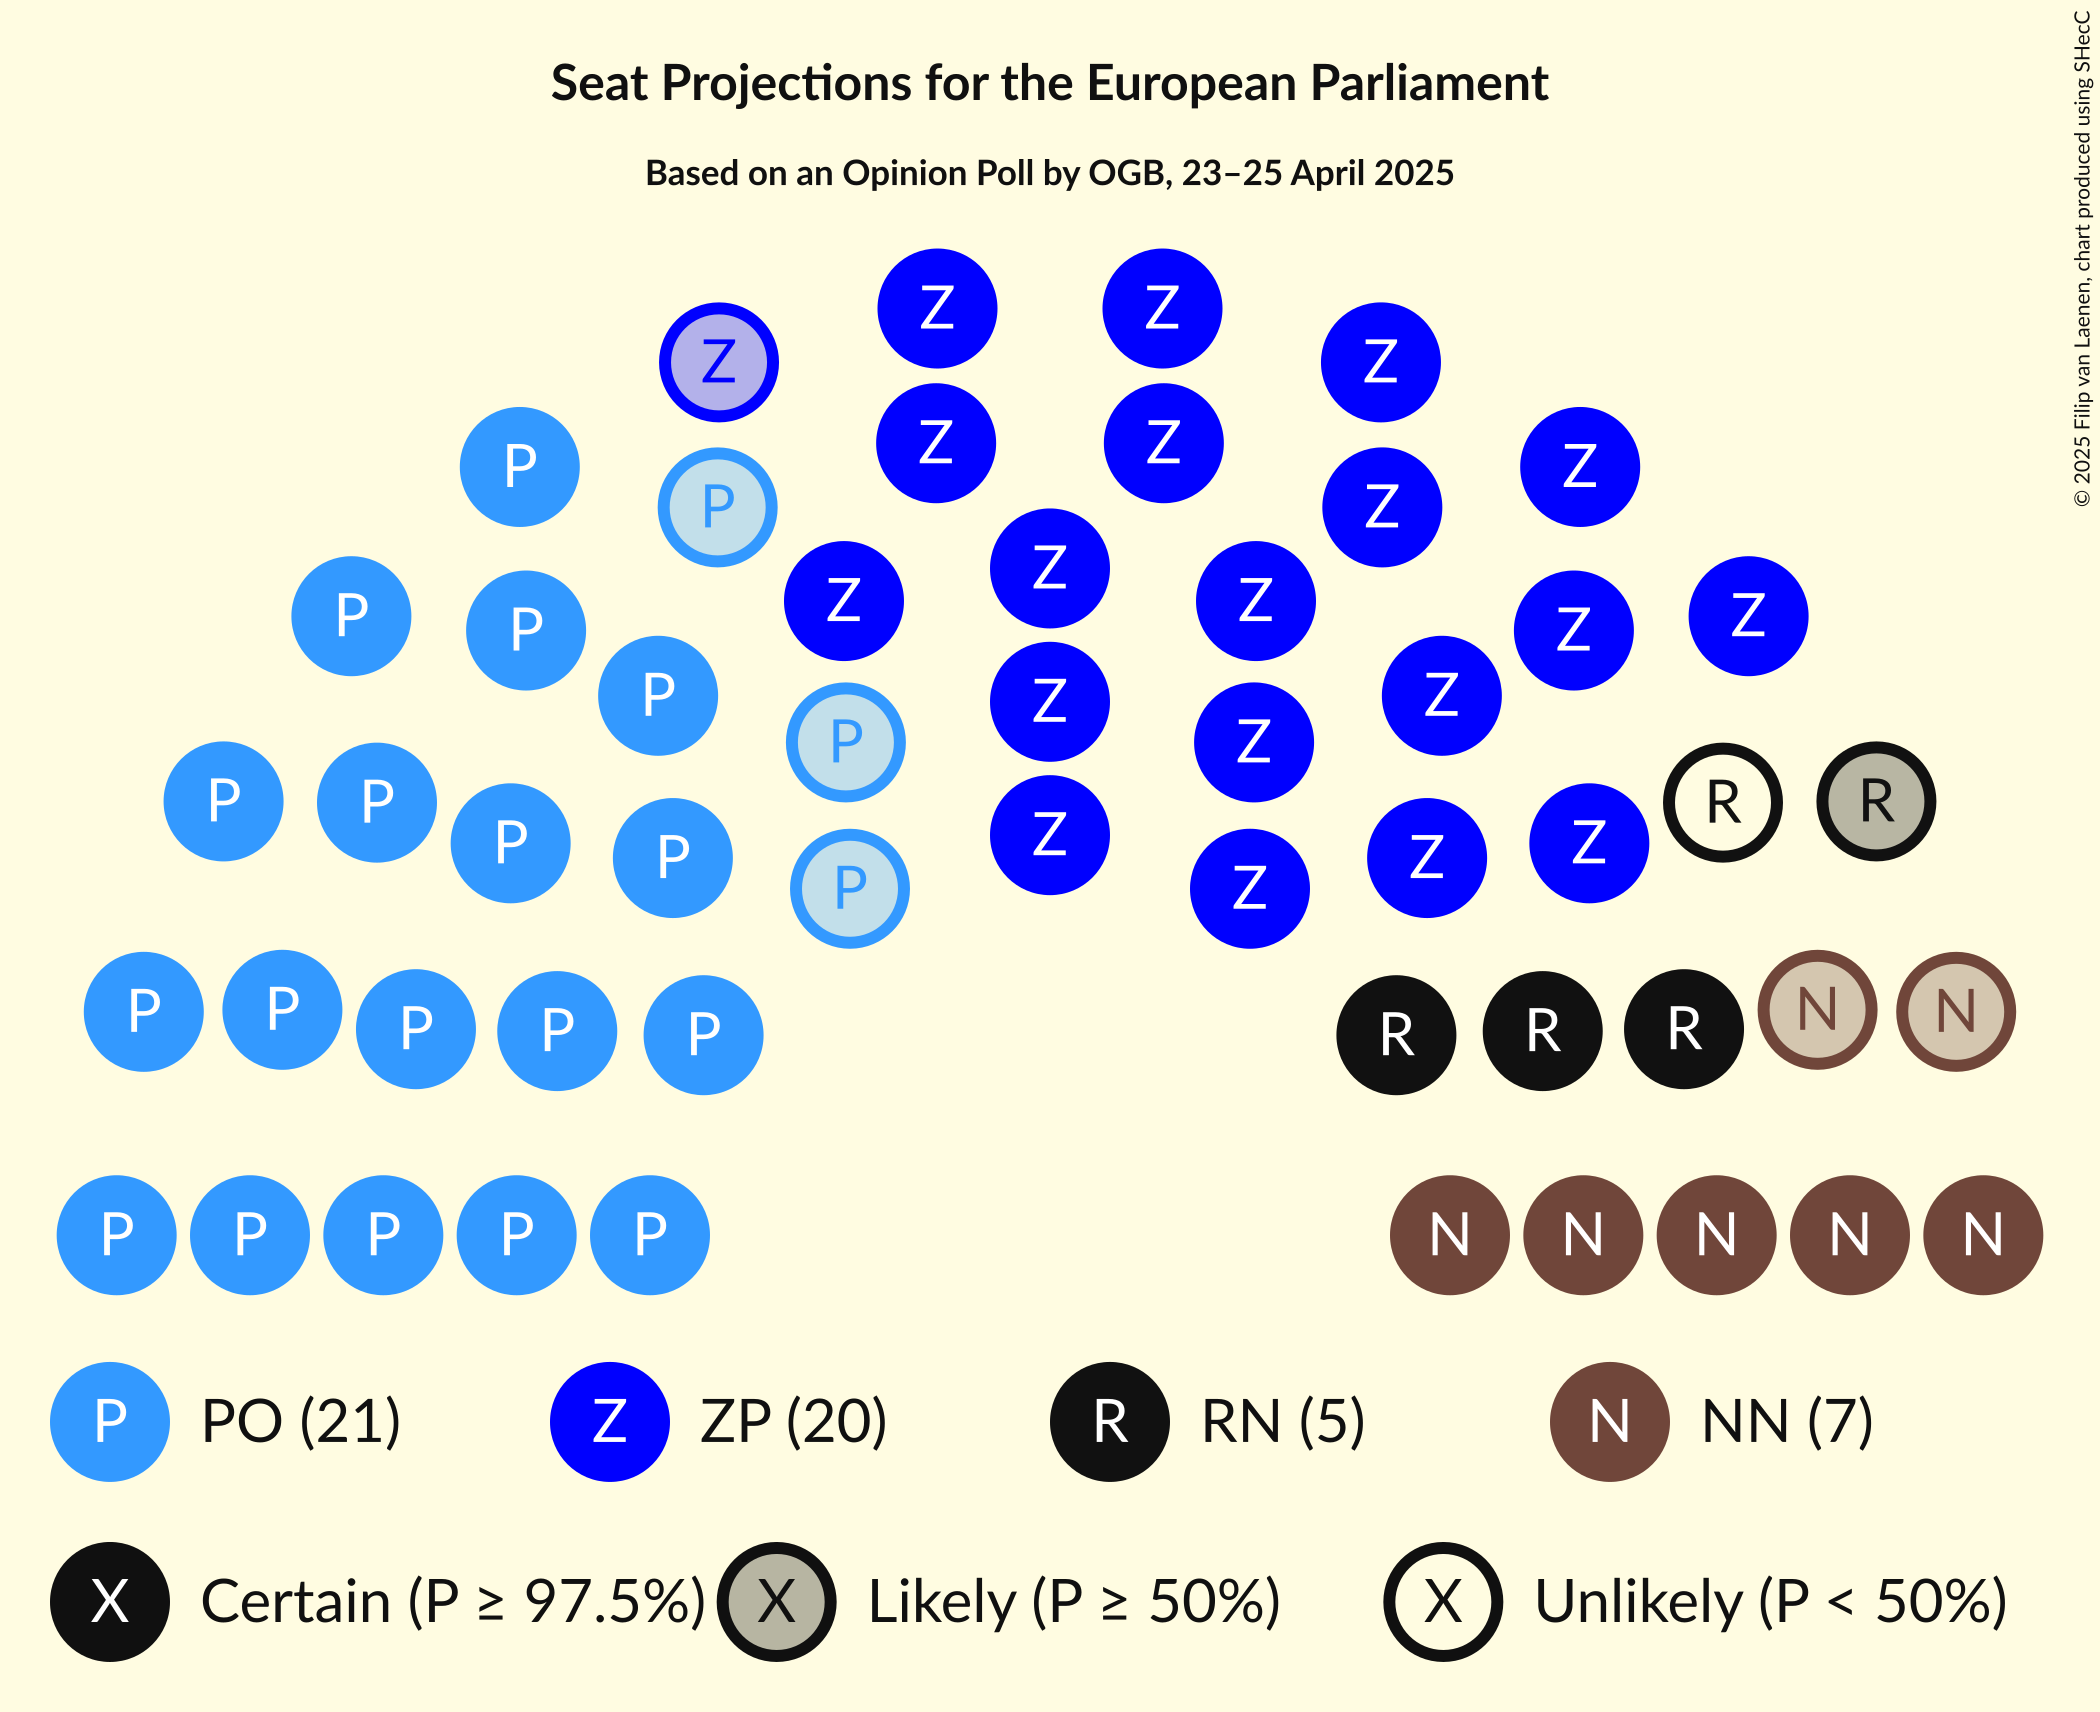 Seat Projections for the European Parliament
Based on an Opinion Poll by OGB, 23–25 April 2025
© 2025 Filip van Laenen, chart produced using SHecC
Z Z
Z Z
Z Z
P Z
P Z P Z
Z Z Z
P P Z Z
P Z Z
P Z
P P R R
P Z Z
P P Z Z
P Z
P P N N
P P R R
P R
P P P P P N N N N N
P PO (21) Z ZP (20) R RN (5) N NN (7)
X Certain (P ≥ 97.5%) X Likely (P ≥ 50%) X Unlikely (P < 50%)